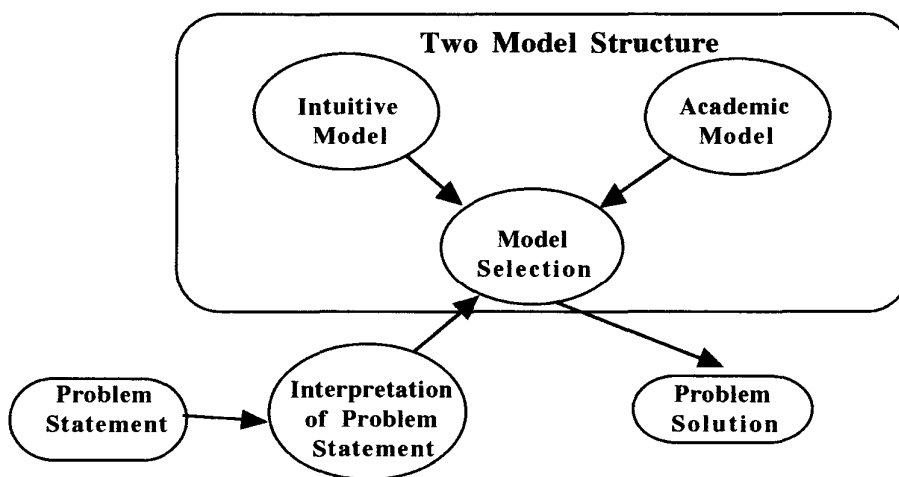 Two Model Structure
Intuitive
Model
Academic
Model
Model
Selection
Problem
Statement
Interpretation
of Problem
Statement
Problem
Solution